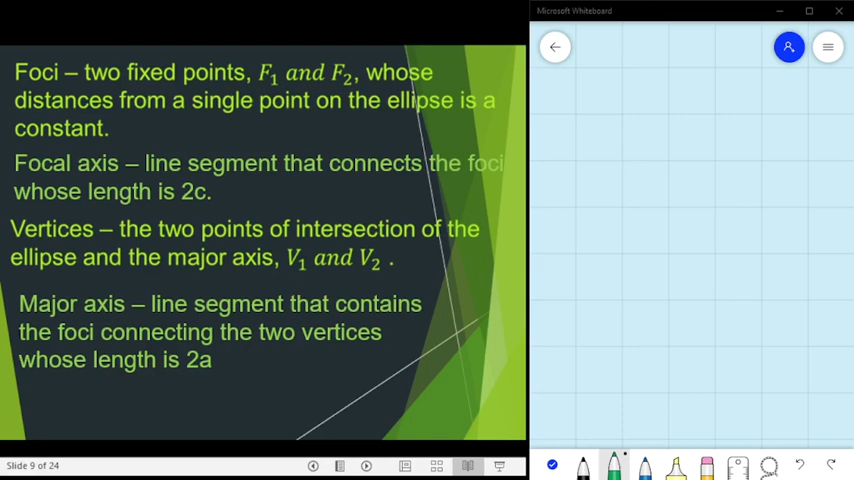 Microsoft Whiteboard
Foci – two fixed points, F₁ and F₂, whose
distances from a single point on the ellipse is a
constant.
Focal axis – line segment that connects the foci
whose length is 2c.
Vertices – the two points of intersection of the
ellipse and the major axis, V₁ and V₂ .
Major axis – line segment that contains
the foci connecting the two vertices
whose length is 2a
Slide 9 of 24